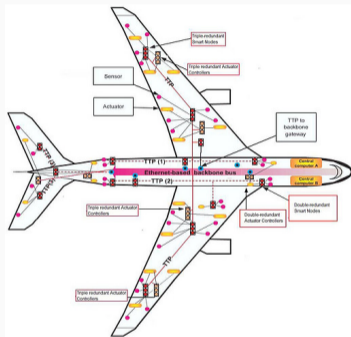 Triple-redundant
Smart Nodes
Triple-redundant Actuator
Controllers
Sensor
Actuator
TTP
TTP to
backbone
gateway
TTP (1)
Ethernet-based backbone bus
TTP (2)
Central
computer A
Central
computer B
Triple-redundant Actuator
Controllers
Double-redundant
Actuator Controllers
Double-redundant
Smart Nodes
TTP
Triple-redundant Actuator
Controllers